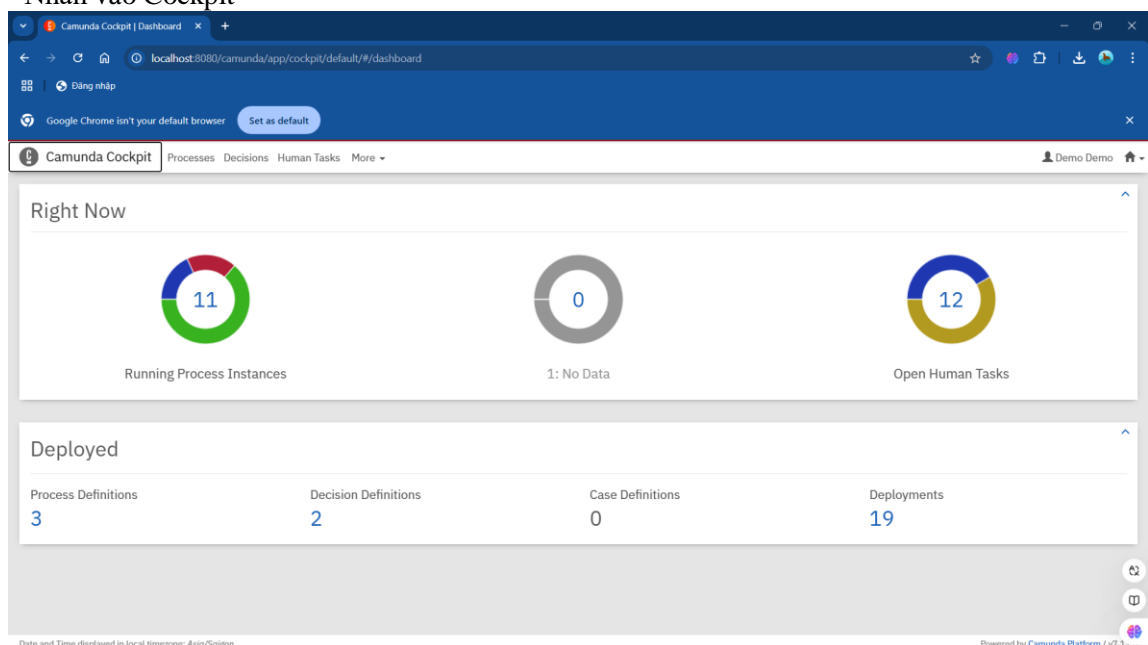 Nhấn vào Cockpit
Camunda Cockpit | Dashboard
localhost:8080/camunda/app/cockpit/default/#/dashboard
Đăng nhập
Google Chrome isn't your default browser Set as default
Camunda Cockpit Processes Decisions Human Tasks More Demo Demo
Right Now
11 0 12
Running Process Instances 1: No Data Open Human Tasks
Deployed
Process Definitions Decision Definitions Case Definitions Deployments
3 2 0 19
Date and Time displayed in local timezone: Asia/Saigon Powered by Camunda Platform /